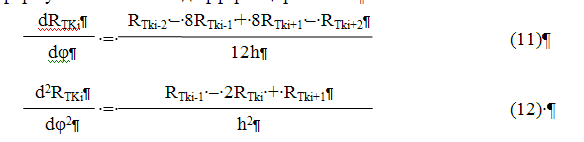 dR_TKi¶ / dφ¶ = R_Tki-2 – 8R_Tki-1 + 8R_Tki+1 – R_Tki+2¶ / 12h¶ (11)¶
d²R_TKi¶ / dφ²¶ = R_Tki-1 – 2R_Tki + R_Tki+1¶ / h²¶ (12)·¶